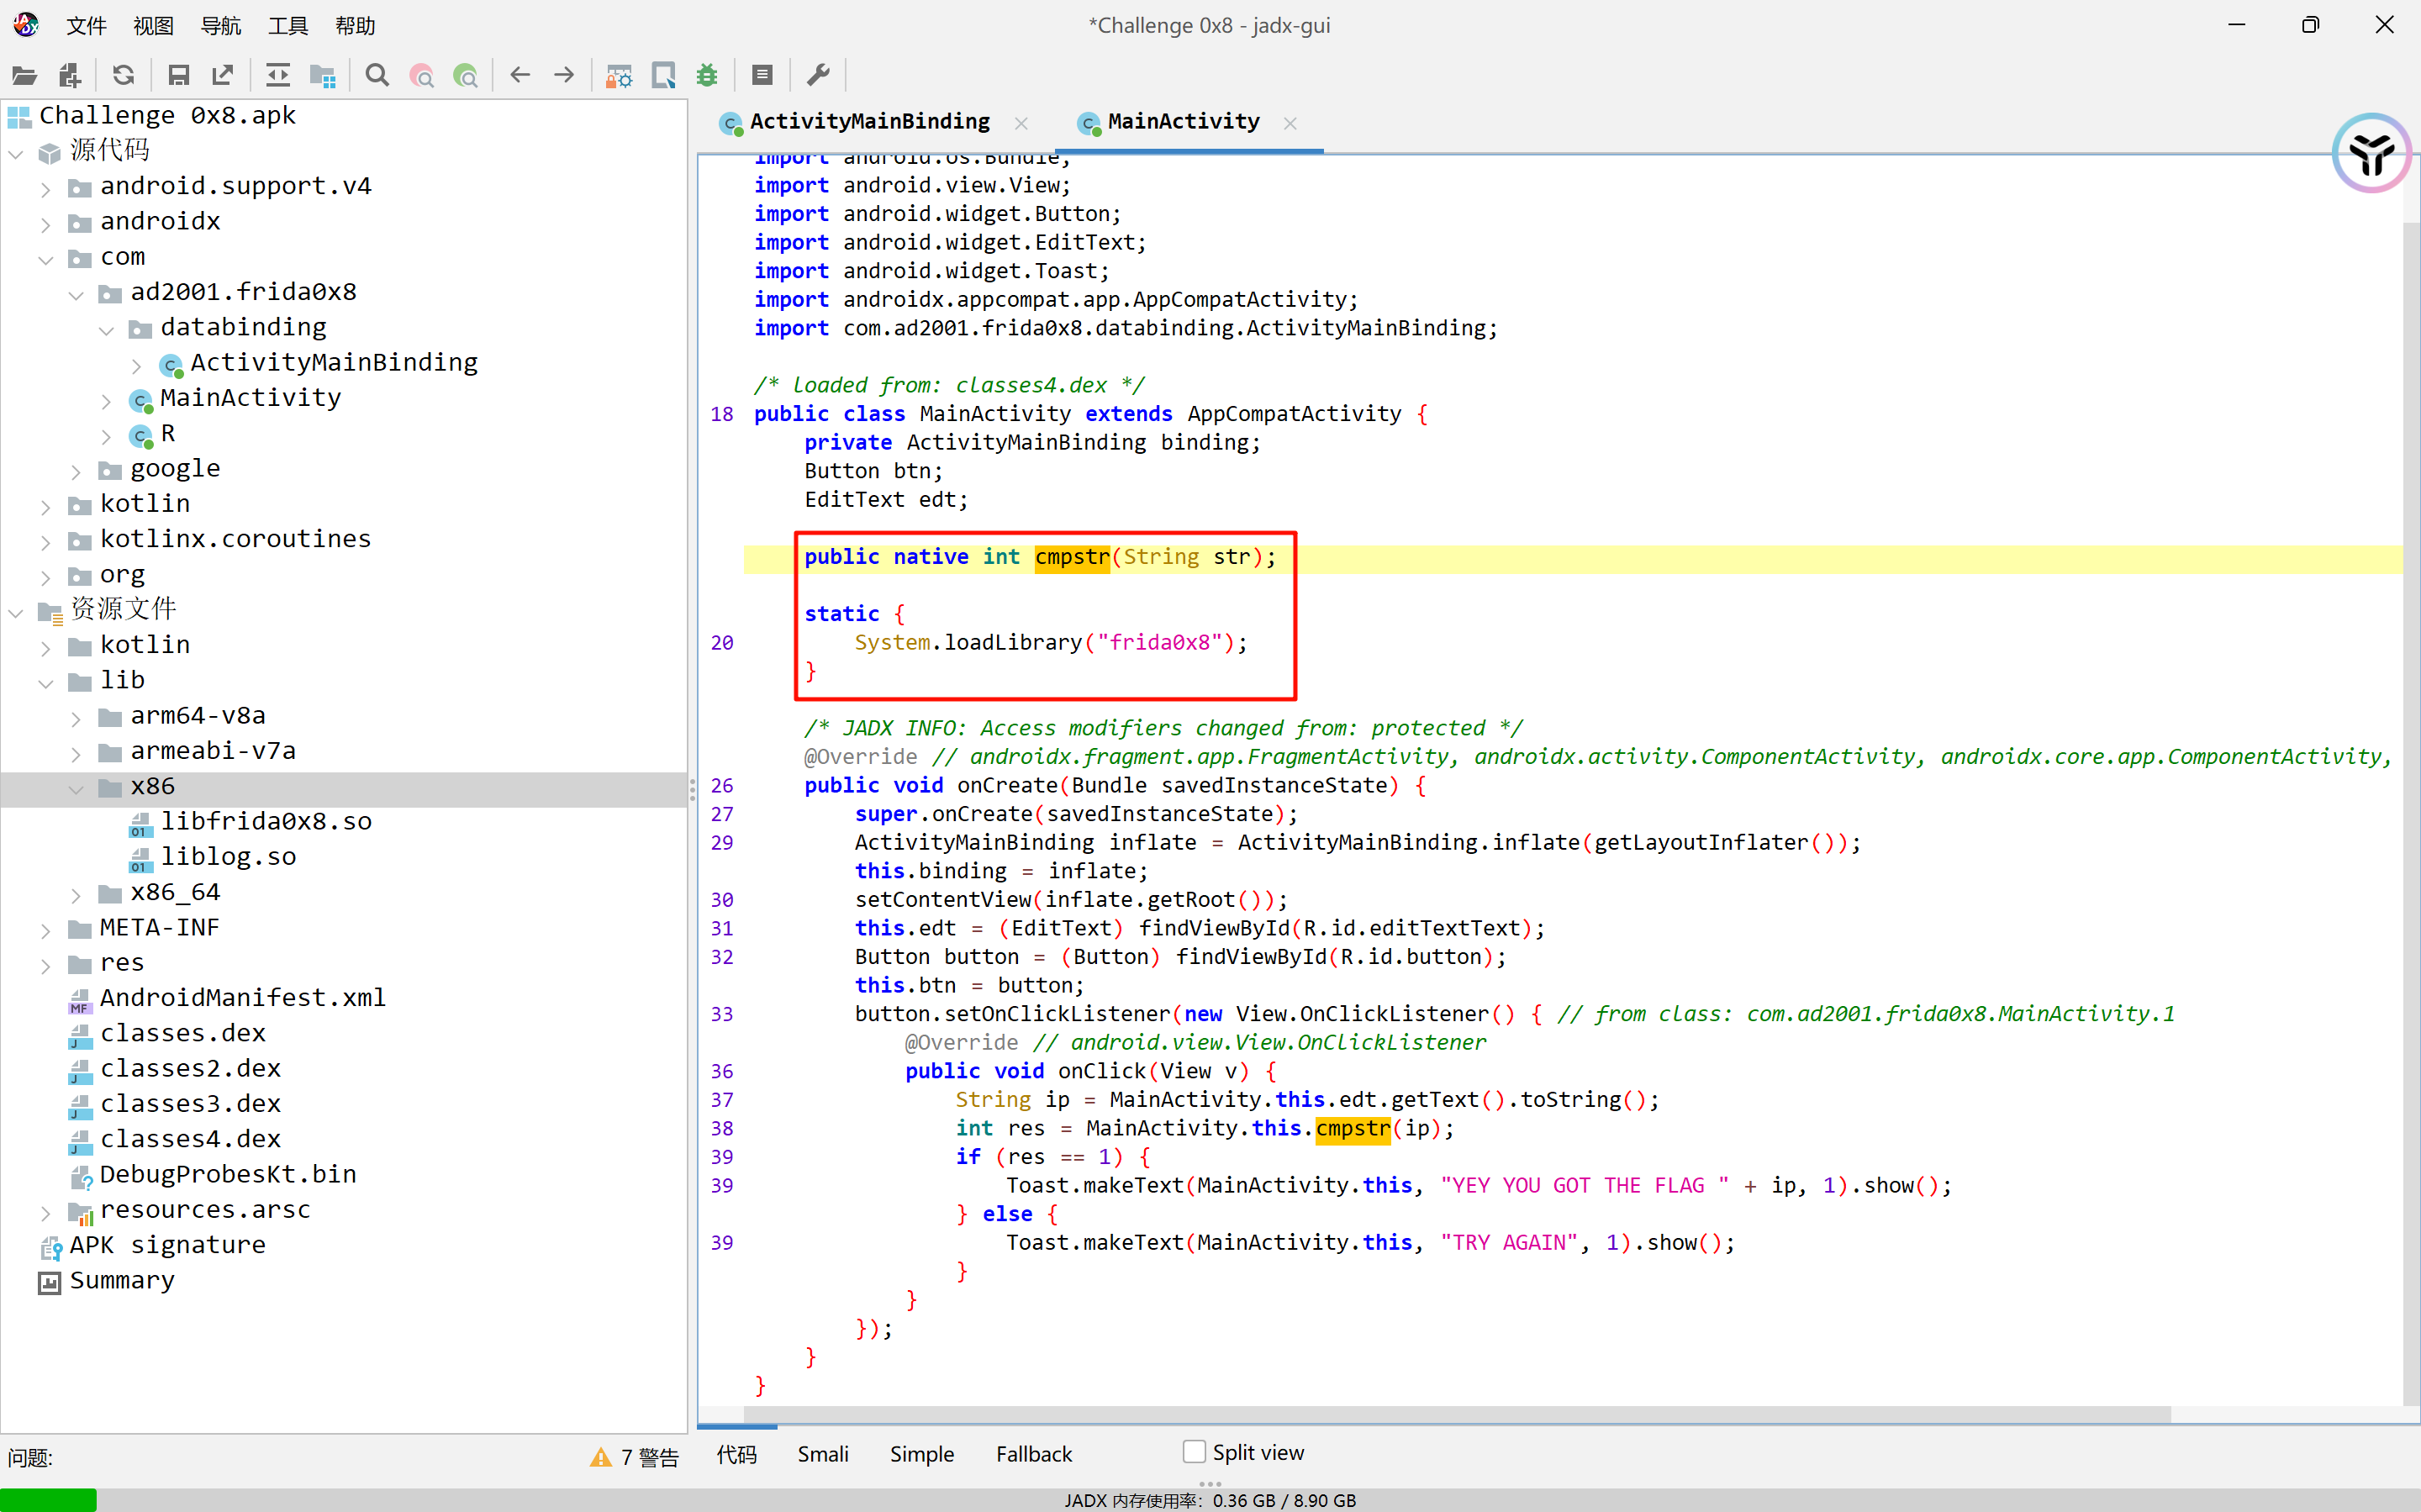 文件 视图 导航 工具 帮助
*Challenge 0x8 - jadx-gui
Challenge 0x8.apk
源代码
android.support.v4
androidx
com
ad2001.frida0x8
databinding
ActivityMainBinding
MainActivity
R
google
kotlin
kotlinx.coroutines
org
资源文件
kotlin
lib
arm64-v8a
armeabi-v7a
x86
libfrida0x8.so
liblog.so
x86_64
META-INF
res
AndroidManifest.xml
classes.dex
classes2.dex
classes3.dex
classes4.dex
DebugProbesKt.bin
resources.arsc
APK signature
Summary
问题:
7 警告
ActivityMainBinding MainActivity
import android.os.Bundle;
import android.view.View;
import android.widget.Button;
import android.widget.EditText;
import android.widget.Toast;
import androidx.appcompat.app.AppCompatActivity;
import com.ad2001.frida0x8.databinding.ActivityMainBinding;
/* loaded from: classes4.dex */
18 public class MainActivity extends AppCompatActivity {
private ActivityMainBinding binding;
Button btn;
EditText edt;
public native int cmpstr(String str);
static {
20 System.loadLibrary("frida0x8");
}
/* JADX INFO: Access modifiers changed from: protected */
@Override // androidx.fragment.app.FragmentActivity, androidx.activity.ComponentActivity, androidx.core.app.ComponentActivity,
26 public void onCreate(Bundle savedInstanceState) {
27 super.onCreate(savedInstanceState);
29 ActivityMainBinding inflate = ActivityMainBinding.inflate(getLayoutInflater());
this.binding = inflate;
30 setContentView(inflate.getRoot());
31 this.edt = (EditText) findViewById(R.id.editTextText);
32 Button button = (Button) findViewById(R.id.button);
this.btn = button;
33 button.setOnClickListener(new View.OnClickListener() { // from class: com.ad2001.frida0x8.MainActivity.1
@Override // android.view.View.OnClickListener
36 public void onClick(View v) {
37 String ip = MainActivity.this.edt.getText().toString();
38 int res = MainActivity.this.cmpstr(ip);
39 if (res == 1) {
39 Toast.makeText(MainActivity.this, "YEY YOU GOT THE FLAG " + ip, 1).show();
} else {
39 Toast.makeText(MainActivity.this, "TRY AGAIN", 1).show();
}
}
});
}
}
代码 Smali Simple Fallback Split view
JADX 内存使用率: 0.36 GB / 8.90 GB